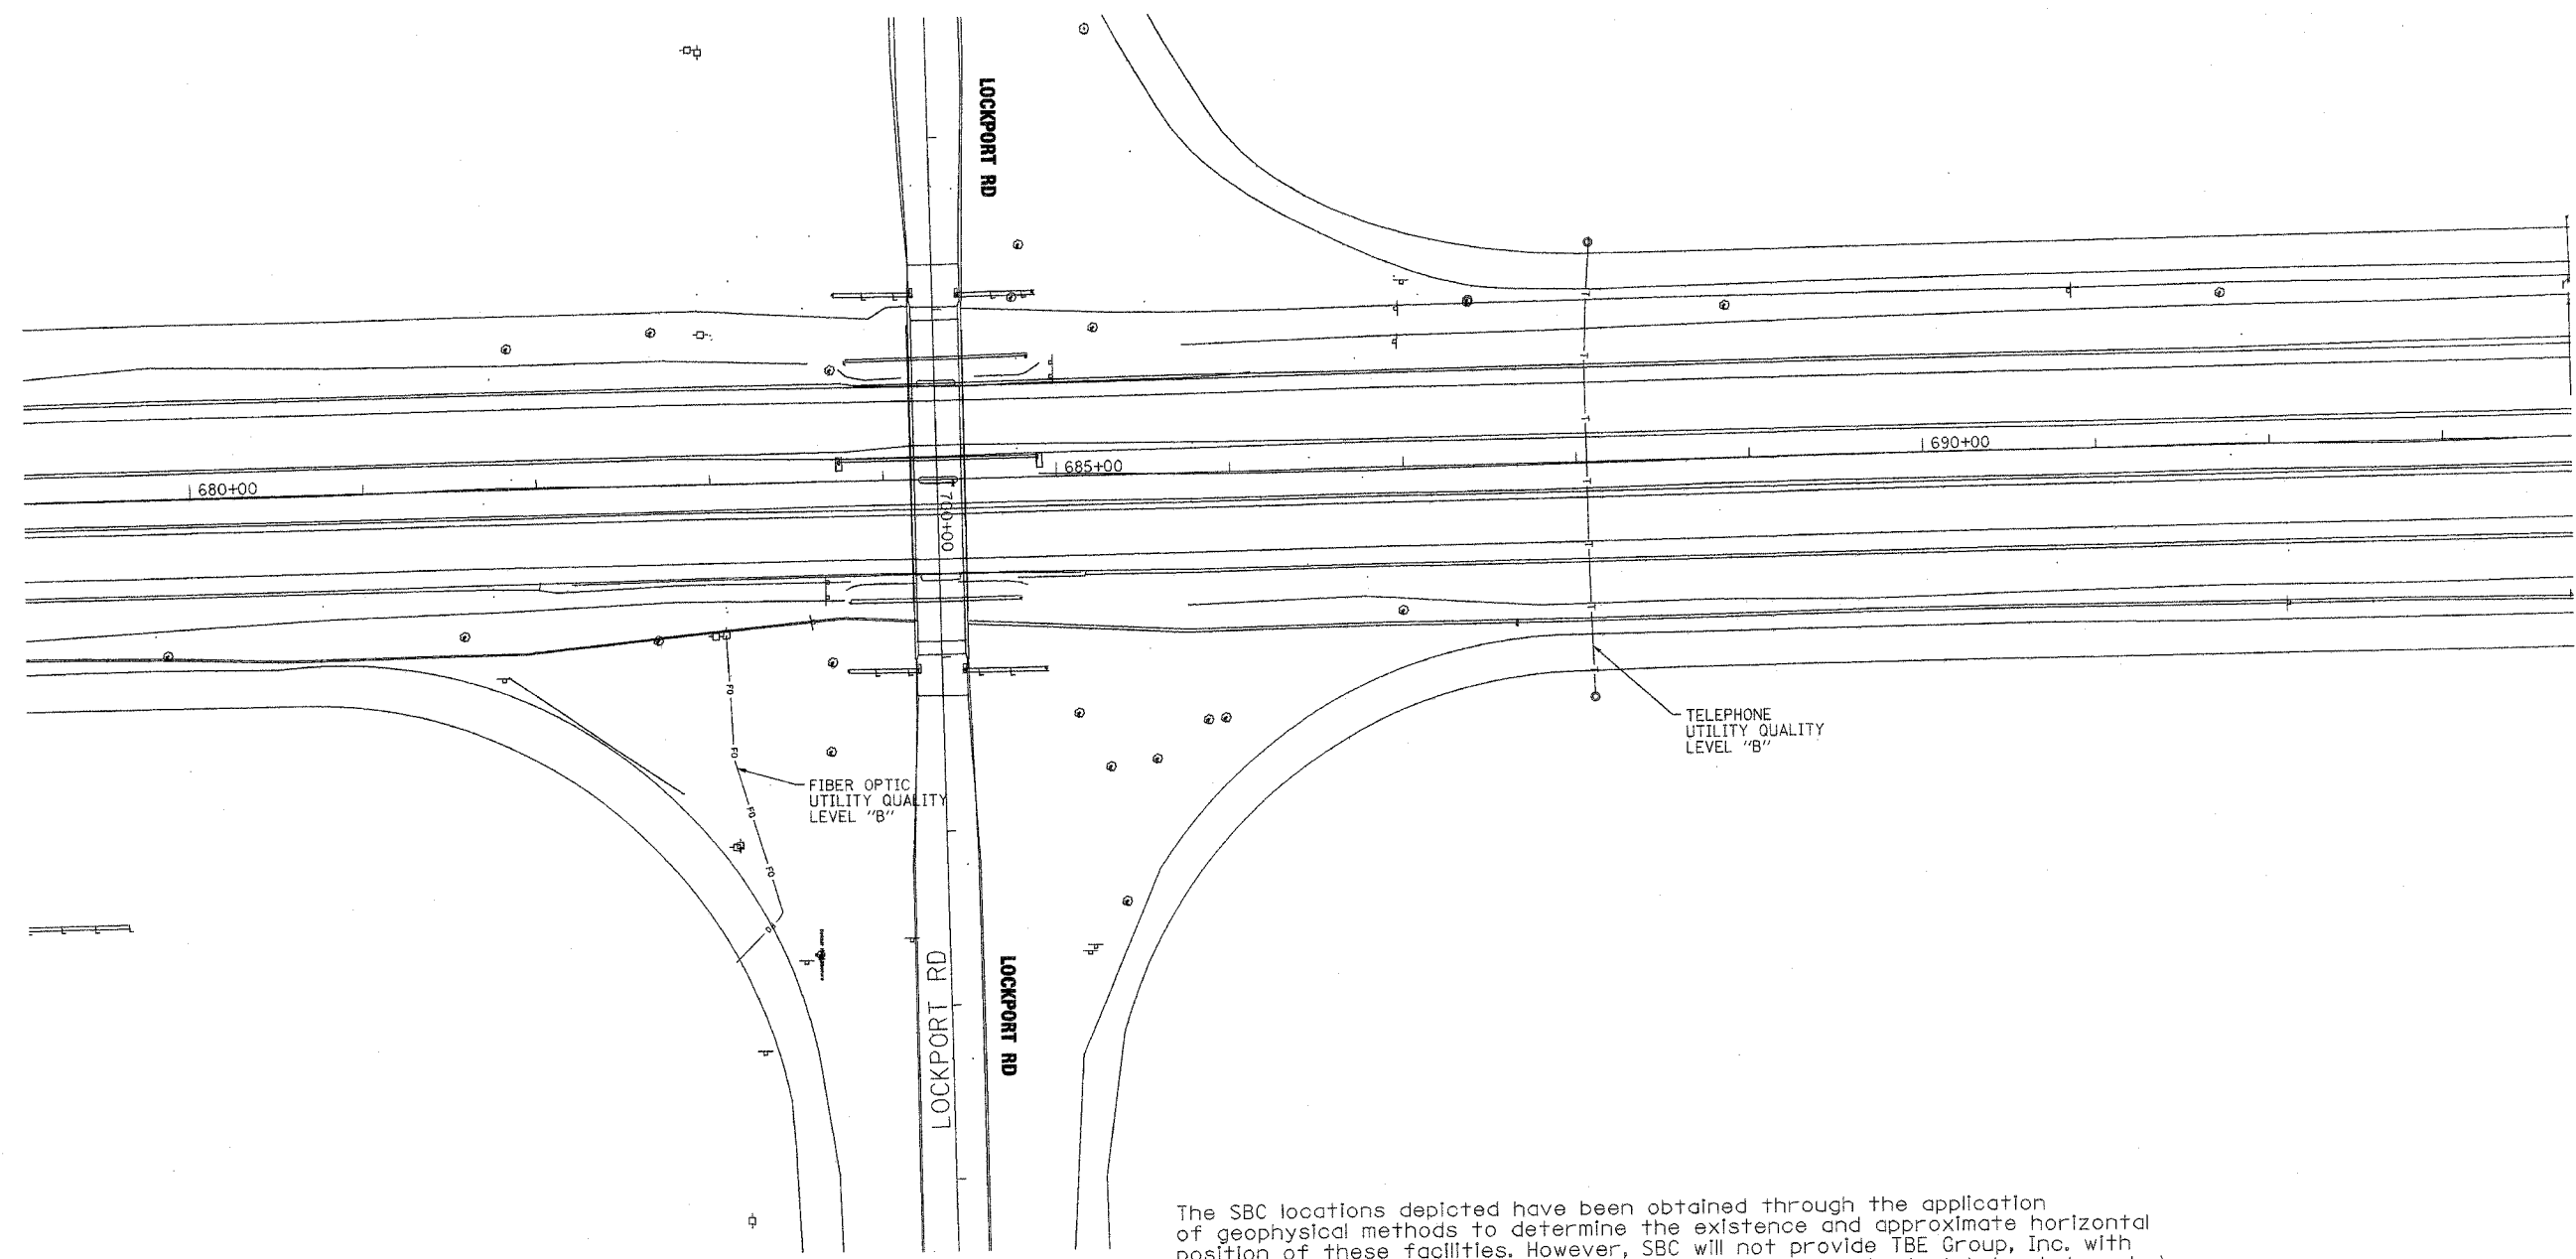 LOCKPORT RD
690+00
685+00
680+00
700+00
TELEPHONE
UTILITY QUALITY
LEVEL "B"
FIBER OPTIC
UTILITY QUALITY
LEVEL "B"
FO
FO
FO
FO
FO
LOCKPORT RD
LOCKPORT RD
The SBC locations depicted have been obtained through the application
of geophysical methods to determine the existence and approximate horizontal
position of these facilities. However, SBC will not provide TBE Group, Inc. with